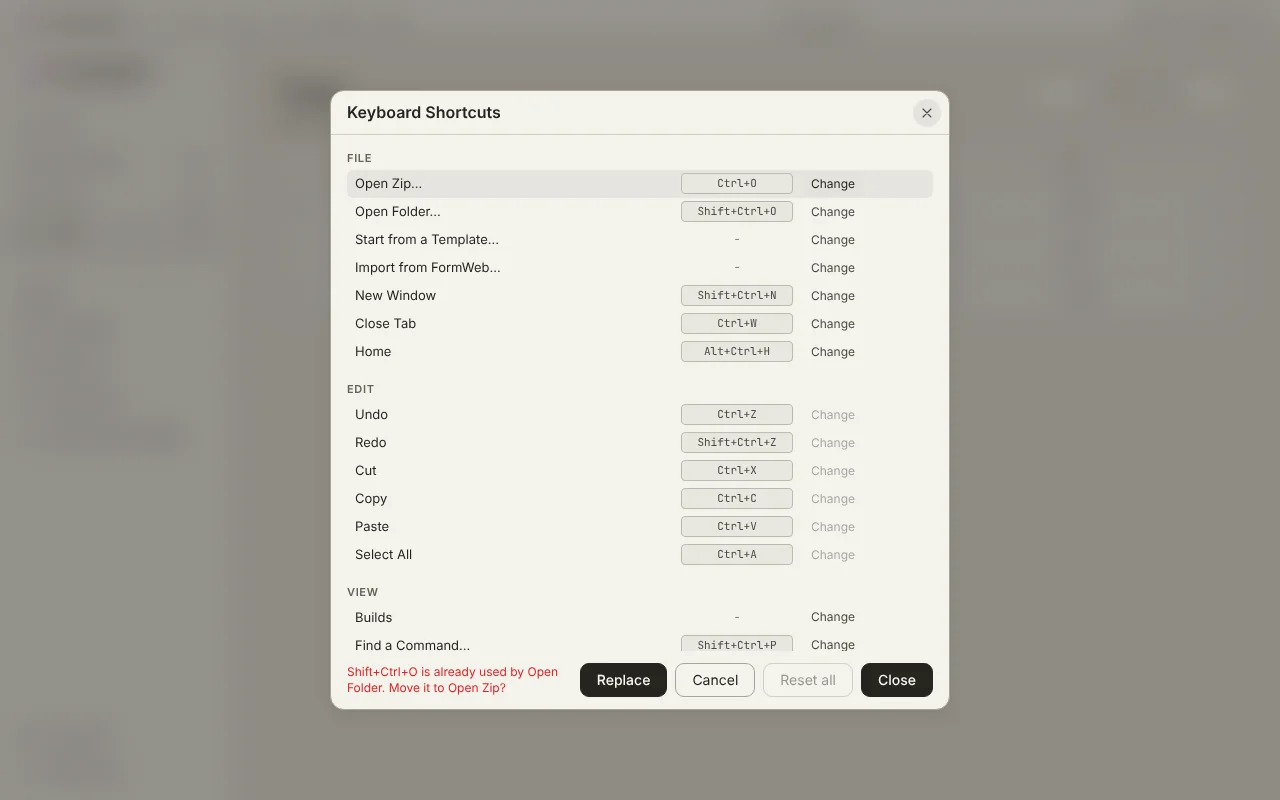 Keyboard Shortcuts
FILE
Open Zip... Ctrl+O Change
Open Folder... Shift+Ctrl+O Change
Start from a Template... - Change
Import from FormWeb... - Change
New Window Shift+Ctrl+N Change
Close Tab Ctrl+W Change
Home Alt+Ctrl+H Change
EDIT
Undo Ctrl+Z Change
Redo Shift+Ctrl+Z Change
Cut Ctrl+X Change
Copy Ctrl+C Change
Paste Ctrl+V Change
Select All Ctrl+A Change
VIEW
Builds - Change
Find a Command... Shift+Ctrl+P Change
Shift+Ctrl+O is already used by Open
Folder. Move it to Open Zip?
Replace Cancel Reset all Close